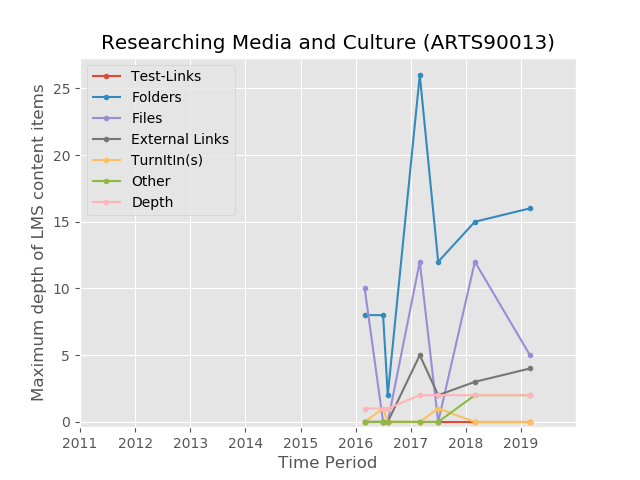 Researching Media and Culture (ARTS90013)
Maximum depth of LMS content items
25
20
15
10
5
0
Test-Links
Folders
Files
External Links
TurnItIn(s)
Other
Depth
2011 2012 2013 2014 2015 2016 2017 2018 2019
Time Period